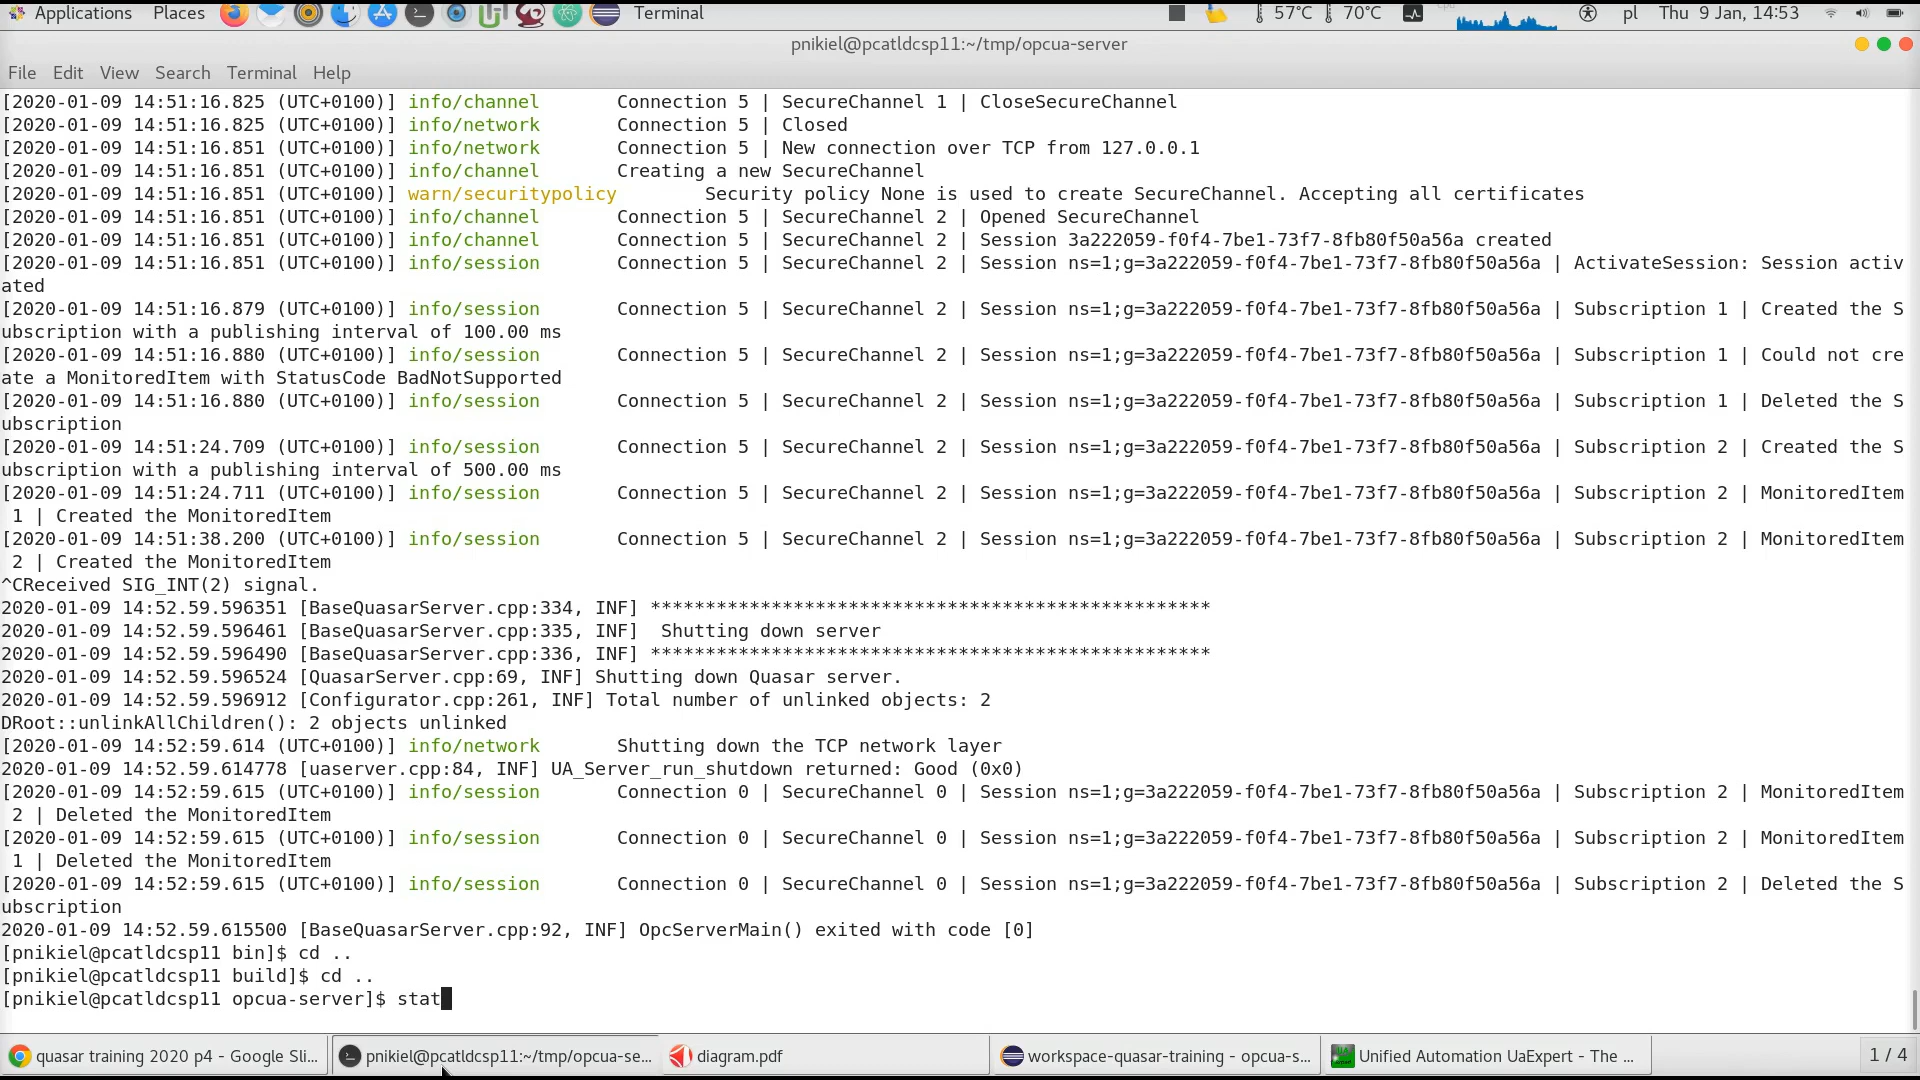 Applications Places Terminal 57°C 70°C pl Thu 9 Jan, 14:53
pnikiel@pcatldcsp11:~/tmp/opcua-server
File Edit View Search Terminal Help
[2020-01-09 14:51:16.825 (UTC+0100)] info/channel Connection 5 | SecureChannel 1 | CloseSecureChannel
[2020-01-09 14:51:16.825 (UTC+0100)] info/network Connection 5 | Closed
[2020-01-09 14:51:16.851 (UTC+0100)] info/network Connection 5 | New connection over TCP from 127.0.0.1
[2020-01-09 14:51:16.851 (UTC+0100)] info/channel Creating a new SecureChannel
[2020-01-09 14:51:16.851 (UTC+0100)] warn/securitypolicy Security policy None is used to create SecureChannel. Accepting all certificates
[2020-01-09 14:51:16.851 (UTC+0100)] info/channel Connection 5 | SecureChannel 2 | Opened SecureChannel
[2020-01-09 14:51:16.851 (UTC+0100)] info/channel Connection 5 | SecureChannel 2 | Session 3a222059-f0f4-7be1-73f7-8fb80f50a56a created
[2020-01-09 14:51:16.851 (UTC+0100)] info/session Connection 5 | SecureChannel 2 | Session ns=1;g=3a222059-f0f4-7be1-73f7-8fb80f50a56a | ActivateSession: Session activ
ated
[2020-01-09 14:51:16.879 (UTC+0100)] info/session Connection 5 | SecureChannel 2 | Session ns=1;g=3a222059-f0f4-7be1-73f7-8fb80f50a56a | Subscription 1 | Created the S
ubscription with a publishing interval of 100.00 ms
[2020-01-09 14:51:16.880 (UTC+0100)] info/session Connection 5 | SecureChannel 2 | Session ns=1;g=3a222059-f0f4-7be1-73f7-8fb80f50a56a | Subscription 1 | Could not cre
ate a MonitoredItem with StatusCode BadNotSupported
[2020-01-09 14:51:16.880 (UTC+0100)] info/session Connection 5 | SecureChannel 2 | Session ns=1;g=3a222059-f0f4-7be1-73f7-8fb80f50a56a | Subscription 1 | Deleted the S
ubscription
[2020-01-09 14:51:24.709 (UTC+0100)] info/session Connection 5 | SecureChannel 2 | Session ns=1;g=3a222059-f0f4-7be1-73f7-8fb80f50a56a | Subscription 2 | Created the S
ubscription with a publishing interval of 500.00 ms
[2020-01-09 14:51:24.711 (UTC+0100)] info/session Connection 5 | SecureChannel 2 | Session ns=1;g=3a222059-f0f4-7be1-73f7-8fb80f50a56a | Subscription 2 | MonitoredItem
1 | Created the MonitoredItem
[2020-01-09 14:51:38.200 (UTC+0100)] info/session Connection 5 | SecureChannel 2 | Session ns=1;g=3a222059-f0f4-7be1-73f7-8fb80f50a56a | Subscription 2 | MonitoredItem
2 | Created the MonitoredItem
^CReceived SIG_INT(2) signal.
2020-01-09 14:52.59.596351 [BaseQuasarServer.cpp:334, INF] ***************************************************
2020-01-09 14:52.59.596461 [BaseQuasarServer.cpp:335, INF] Shutting down server
2020-01-09 14:52.59.596490 [BaseQuasarServer.cpp:336, INF] ***************************************************
2020-01-09 14:52.59.596524 [QuasarServer.cpp:69, INF] Shutting down Quasar server.
2020-01-09 14:52.59.596912 [Configurator.cpp:261, INF] Total number of unlinked objects: 2
DRoot::unlinkAllChildren(): 2 objects unlinked
[2020-01-09 14:52:59.614 (UTC+0100)] info/network Shutting down the TCP network layer
2020-01-09 14:52.59.614778 [uaserver.cpp:84, INF] UA_Server_run_shutdown returned: Good (0x0)
[2020-01-09 14:52:59.615 (UTC+0100)] info/session Connection 0 | SecureChannel 0 | Session ns=1;g=3a222059-f0f4-7be1-73f7-8fb80f50a56a | Subscription 2 | MonitoredItem
2 | Deleted the MonitoredItem
[2020-01-09 14:52:59.615 (UTC+0100)] info/session Connection 0 | SecureChannel 0 | Session ns=1;g=3a222059-f0f4-7be1-73f7-8fb80f50a56a | Subscription 2 | MonitoredItem
1 | Deleted the MonitoredItem
[2020-01-09 14:52:59.615 (UTC+0100)] info/session Connection 0 | SecureChannel 0 | Session ns=1;g=3a222059-f0f4-7be1-73f7-8fb80f50a56a | Subscription 2 | Deleted the S
ubscription
2020-01-09 14:52.59.615500 [BaseQuasarServer.cpp:92, INF] OpcServerMain() exited with code [0]
[pnikiel@pcatldcsp11 bin]$ cd ..
[pnikiel@pcatldcsp11 build]$ cd ..
[pnikiel@pcatldcsp11 opcua-server]$ stat
quasar training 2020 p4 - Google Sli... pnikiel@pcatldcsp11:~/tmp/opcua-se... diagram.pdf workspace-quasar-training - opcua-s... Unified Automation UaExpert - The ... 1 / 4